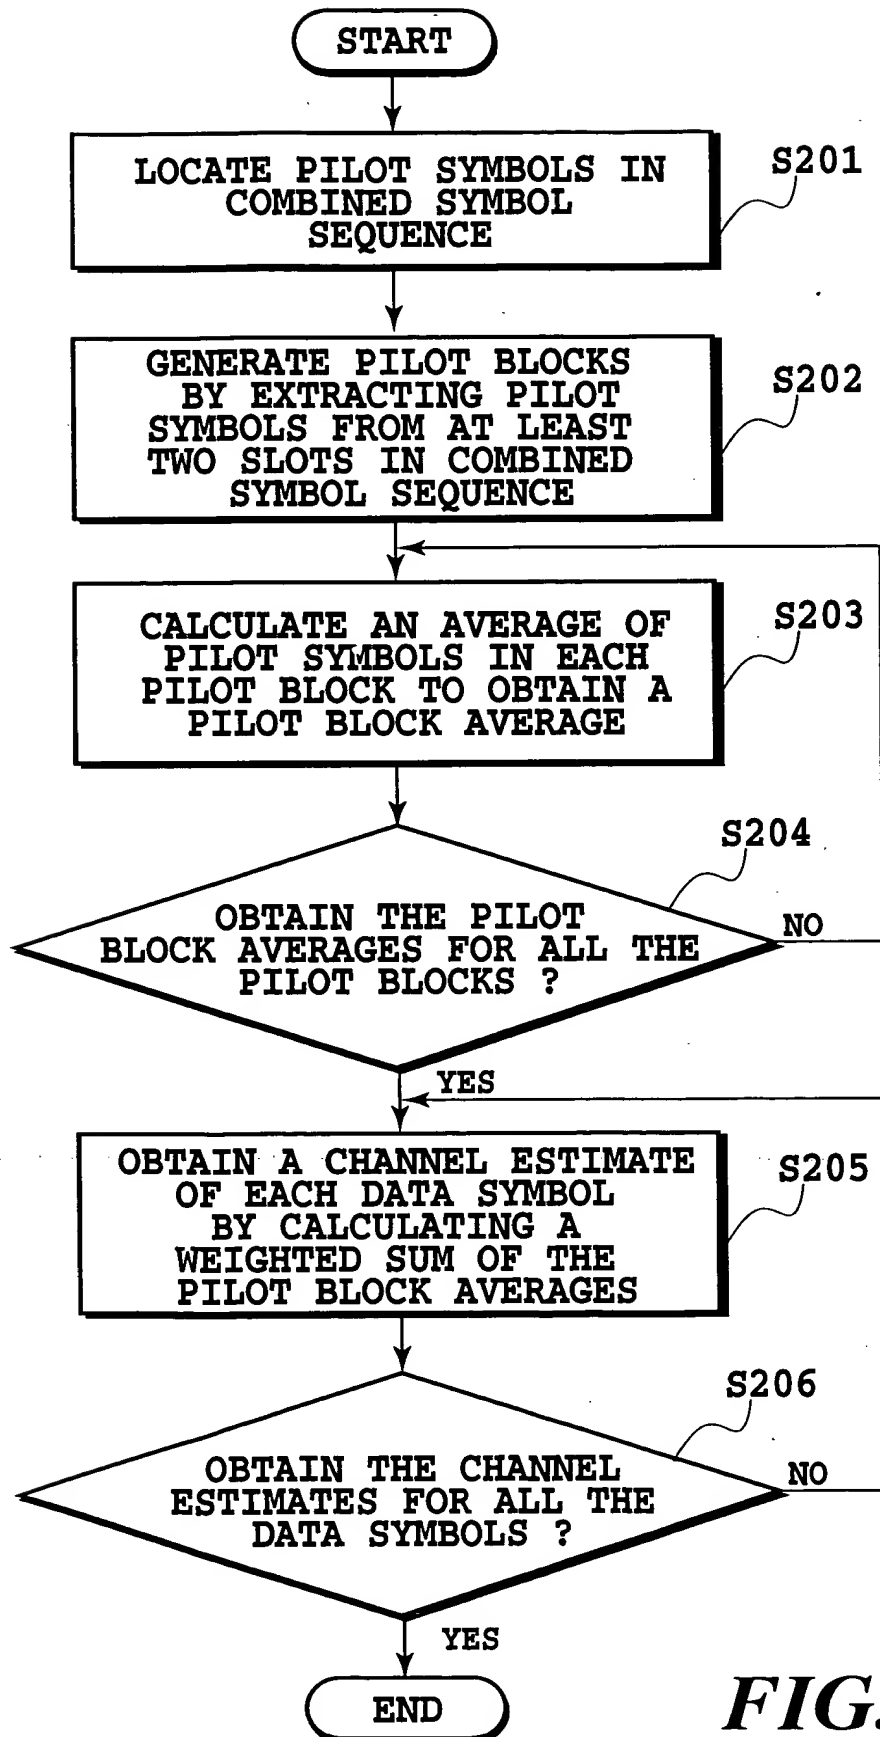 START
LOCATE PILOT SYMBOLS IN
COMBINED SYMBOL
SEQUENCE
S201
GENERATE PILOT BLOCKS
BY EXTRACTING PILOT
SYMBOLS FROM AT LEAST
TWO SLOTS IN COMBINED
SYMBOL SEQUENCE
S202
CALCULATE AN AVERAGE OF
PILOT SYMBOLS IN EACH
PILOT BLOCK TO OBTAIN A
PILOT BLOCK AVERAGE
S203
S204
OBTAIN THE PILOT
BLOCK AVERAGES FOR ALL THE
PILOT BLOCKS ?
NO
YES
OBTAIN A CHANNEL ESTIMATE
OF EACH DATA SYMBOL
BY CALCULATING A
WEIGHTED SUM OF THE
PILOT BLOCK AVERAGES
S205
S206
OBTAIN THE CHANNEL
ESTIMATES FOR ALL THE
DATA SYMBOLS ?
NO
YES
END
FIG.